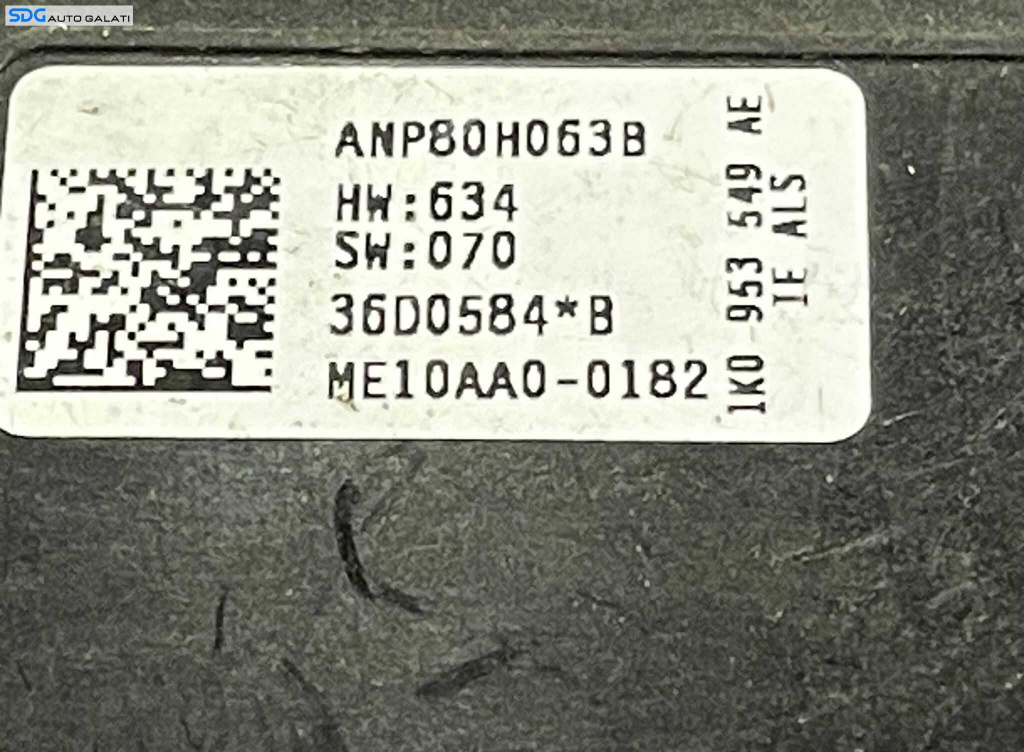 SDG AUTO GALATI
ANP80H063B
HW:634
SW:070
36D0584*B
ME10AA0-0182
1K0 953 549 AE
IE ALS